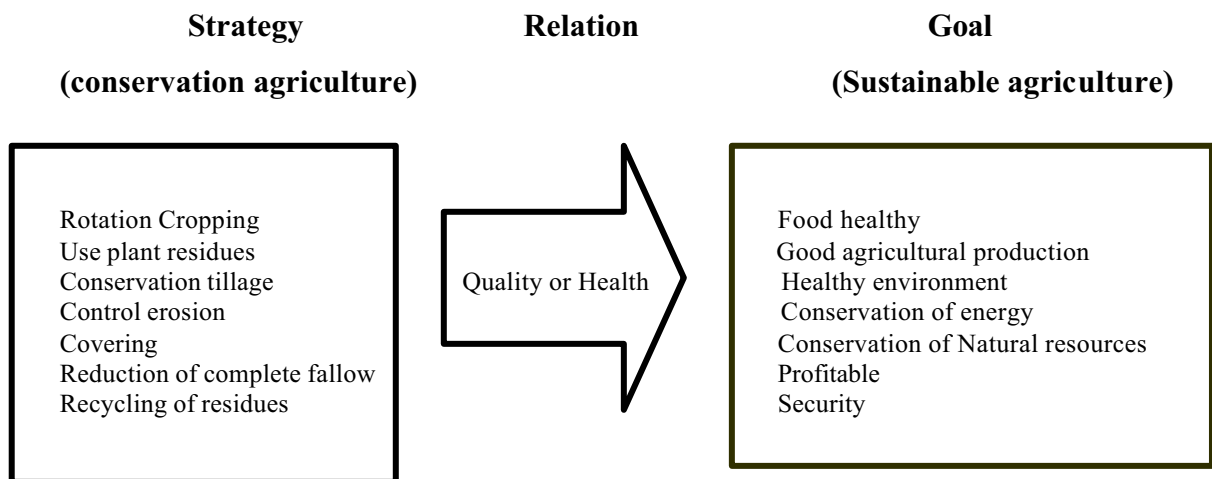 Strategy
(conservation agriculture)
Relation
Goal
(Sustainable agriculture)
Rotation Cropping
Use plant residues
Conservation tillage
Control erosion
Covering
Reduction of complete fallow
Recycling of residues
Quality or Health
Food healthy
Good agricultural production
Healthy environment
Conservation of energy
Conservation of Natural resources
Profitable
Security